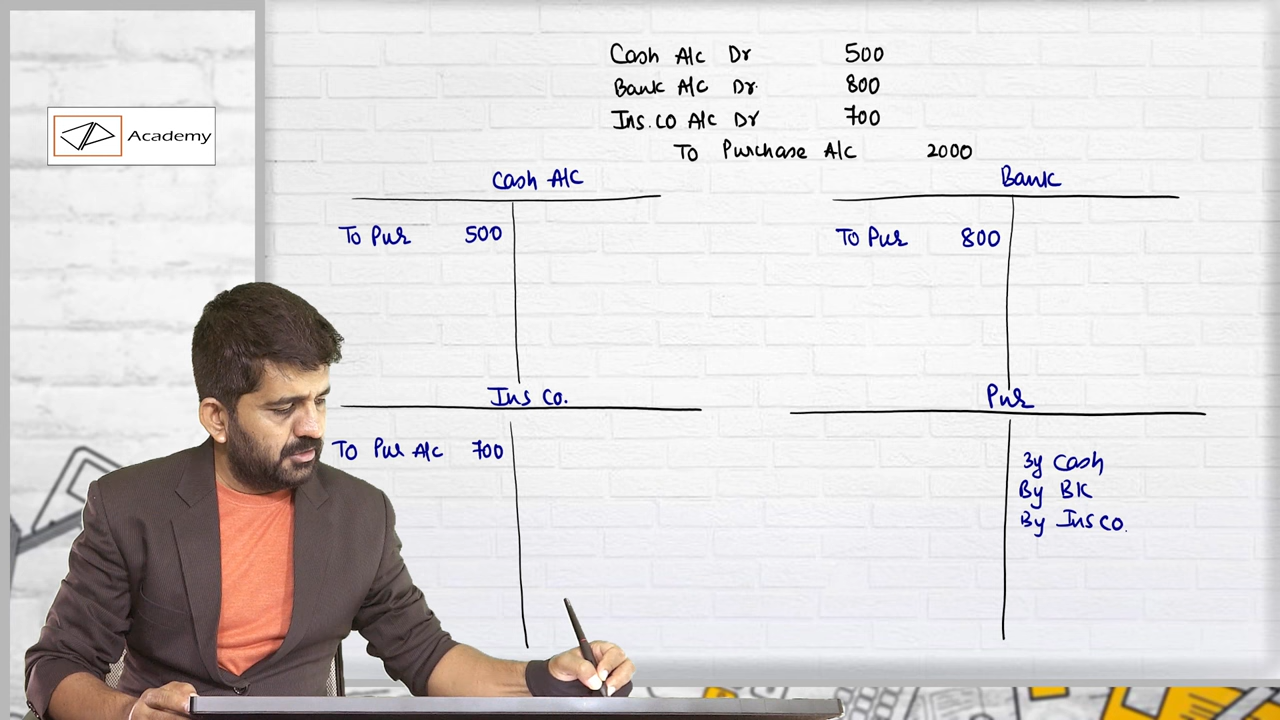 Academy
Cash A/c Dr 500
Bank A/c Dr. 800
Ins. Co A/c Dr 700
To Purchase A/c 2000
Cash A/c
To Pur 500
Bank
To Pur 800
Ins Co.
To Pur A/c 700
Pur
By Cash
By BK
By Ins Co.